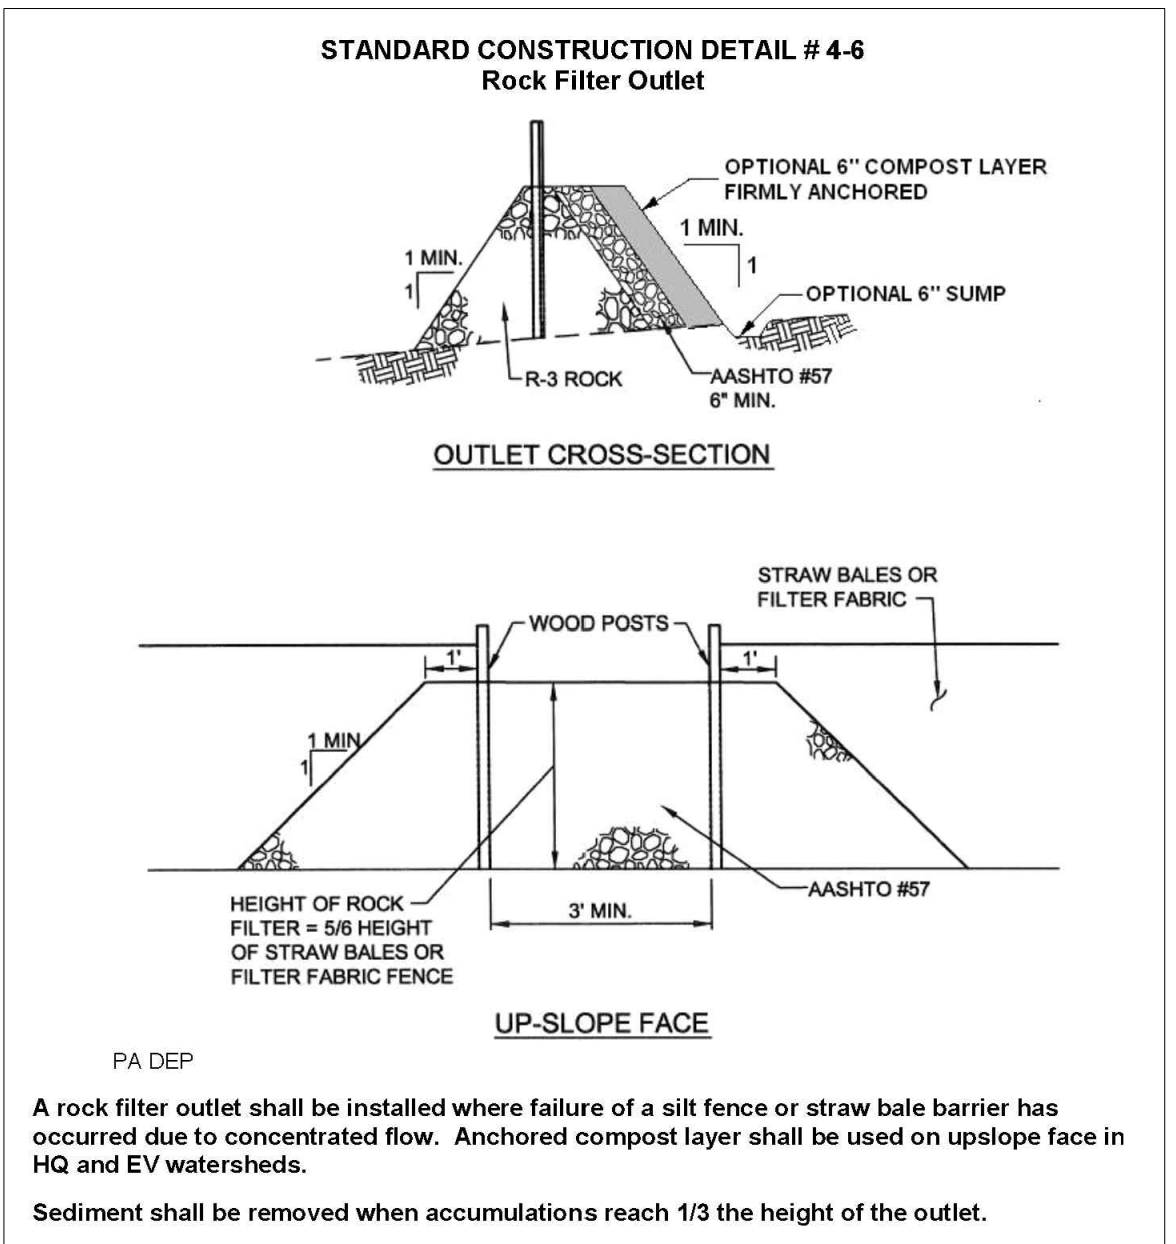 STANDARD CONSTRUCTION DETAIL # 4-6
Rock Filter Outlet
OPTIONAL 6" COMPOST LAYER
FIRMLY ANCHORED
1 MIN.
1
1 MIN.
1
OPTIONAL 6" SUMP
R-3 ROCK
AASHTO #57
6" MIN.
OUTLET CROSS-SECTION
STRAW BALES OR
FILTER FABRIC
WOOD POSTS
1'
1'
1 MIN
1
AASHTO #57
HEIGHT OF ROCK
FILTER = 5/6 HEIGHT
OF STRAW BALES OR
FILTER FABRIC FENCE
3' MIN.
UP-SLOPE FACE
PA DEP
A rock filter outlet shall be installed where failure of a silt fence or straw bale barrier has
occurred due to concentrated flow.  Anchored compost layer shall be used on upslope face in
HQ and EV watersheds.
Sediment shall be removed when accumulations reach 1/3 the height of the outlet.